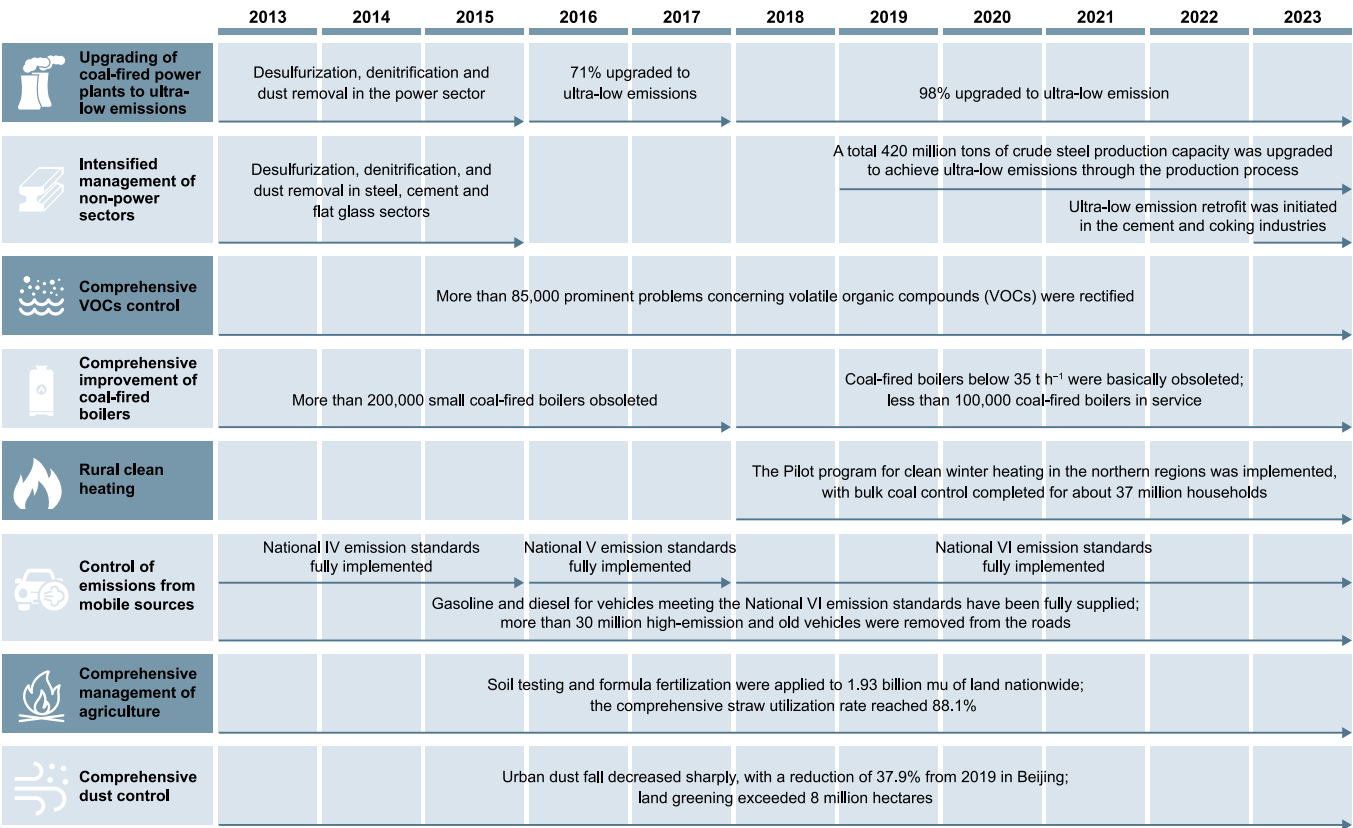 2013 2014 2015 2016 2017 2018 2019 2020 2021 2022 2023
Upgrading of
coal-fired power
plants to ultra-
low emissions
Desulfurization, denitrification and
dust removal in the power sector
71% upgraded to
ultra-low emissions
98% upgraded to ultra-low emission
Intensified
management of
non-power
sectors
Desulfurization, denitrification, and
dust removal in steel, cement and
flat glass sectors
A total 420 million tons of crude steel production capacity was upgraded
to achieve ultra-low emissions through the production process
Ultra-low emission retrofit was initiated
in the cement and coking industries
Comprehensive
VOCs control
More than 85,000 prominent problems concerning volatile organic compounds (VOCs) were rectified
Comprehensive
improvement of
coal-fired
boilers
More than 200,000 small coal-fired boilers obsoleted
Coal-fired boilers below 35 t h⁻¹ were basically obsoleted;
less than 100,000 coal-fired boilers in service
Rural clean
heating
The Pilot program for clean winter heating in the northern regions was implemented,
with bulk coal control completed for about 37 million households
Control of
emissions from
mobile sources
National IV emission standards
fully implemented
National V emission standards
fully implemented
National VI emission standards
fully implemented
Gasoline and diesel for vehicles meeting the National VI emission standards have been fully supplied;
more than 30 million high-emission and old vehicles were removed from the roads
Comprehensive
management of
agriculture
Soil testing and formula fertilization were applied to 1.93 billion mu of land nationwide;
the comprehensive straw utilization rate reached 88.1%
Comprehensive
dust control
Urban dust fall decreased sharply, with a reduction of 37.9% from 2019 in Beijing;
land greening exceeded 8 million hectares